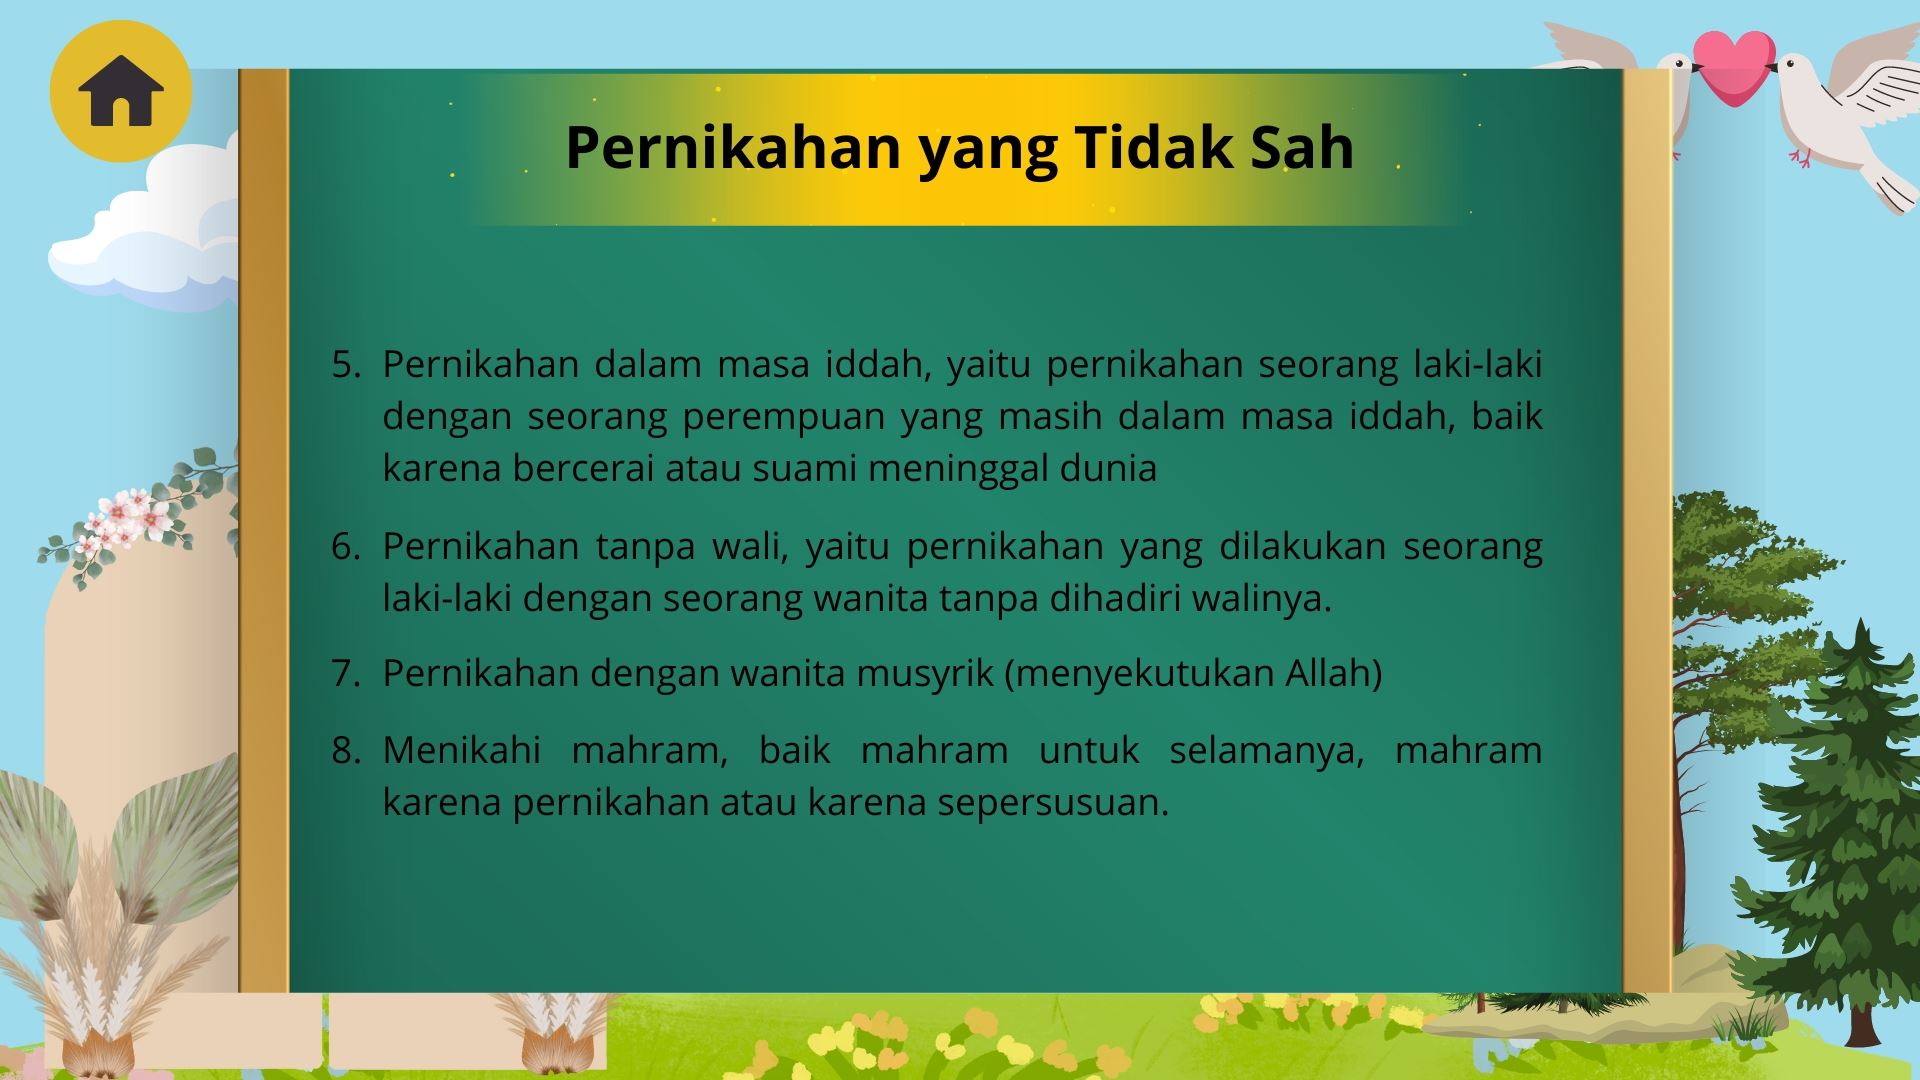 Pernikahan yang Tidak Sah
5. Pernikahan dalam masa iddah, yaitu pernikahan seorang laki-laki
dengan seorang perempuan yang masih dalam masa iddah, baik
karena bercerai atau suami meninggal dunia
6. Pernikahan tanpa wali, yaitu pernikahan yang dilakukan seorang
laki-laki dengan seorang wanita tanpa dihadiri walinya.
7. Pernikahan dengan wanita musyrik (menyekutukan Allah)
8. Menikahi mahram, baik mahram untuk selamanya, mahram
karena pernikahan atau karena sepersusuan.